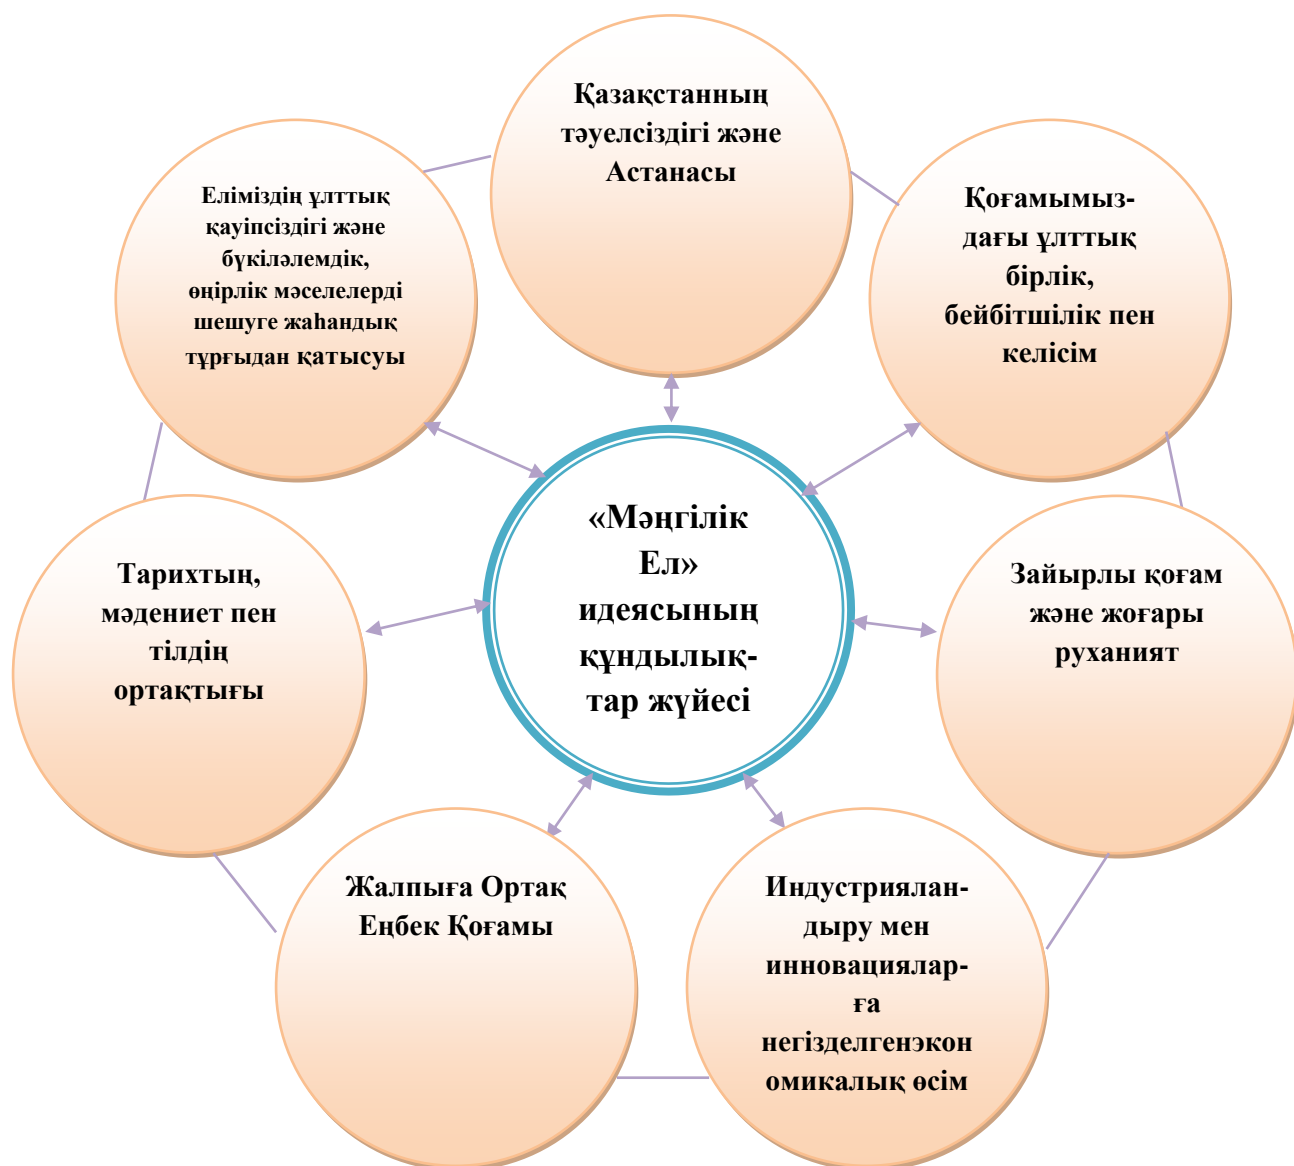 Қазақстанның
тәуелсіздігі және
Астанасы
Еліміздің ұлттық
қауіпсіздігі және
бүкіләлемдік,
өңірлік мәселелерді
шешуге жаһандық
тұрғыдан қатысуы
Қоғамымыз-
дағы ұлттық
бірлік,
бейбітшілік пен
келісім
«Мәңгілік
Ел»
идеясының
құндылық-
тар жүйесі
Тарихтың,
мәдениет пен
тілдің
ортақтығы
Зайырлы қоғам
және жоғары
руханият
Жалпыға Ортақ
Еңбек Қоғамы
Индустриялан-
дыру мен
инновациялар-
ға
негізделгенэкон
омикалық өсім